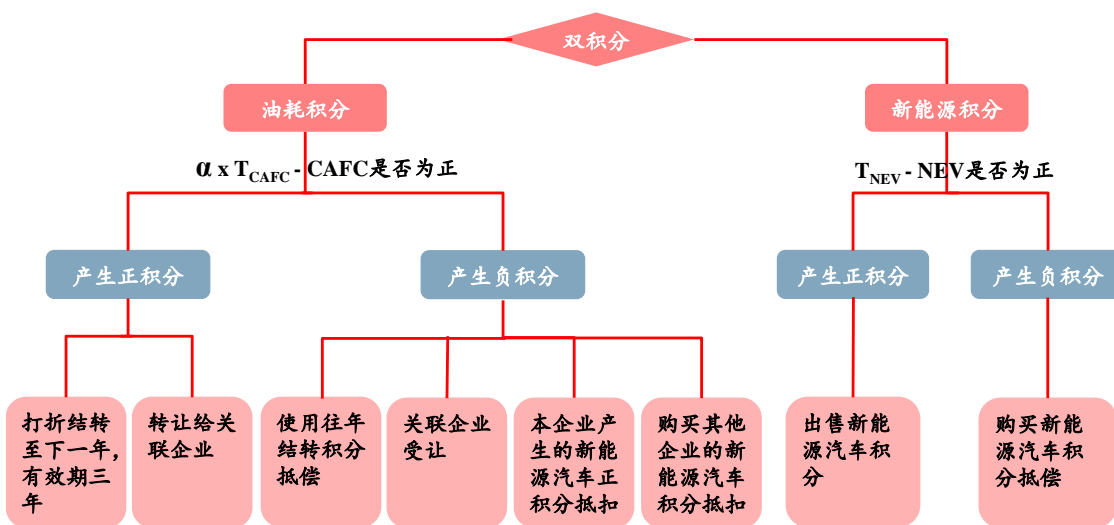 双积分
油耗积分
新能源积分
α x TCAFC - CAFC是否为正
TNEV - NEV是否为正
产生正积分
产生负积分
产生正积分
产生负积分
打折结转
至下一年，
有效期三
年
转让给关
联企业
使用往年
结转积分
抵偿
关联企业
受让
本企业产
生的新能
源汽车正
积分抵扣
购买其他
企业的新
能源汽车
积分抵扣
出售新能
源汽车积
分
购买新能
源汽车积
分抵偿